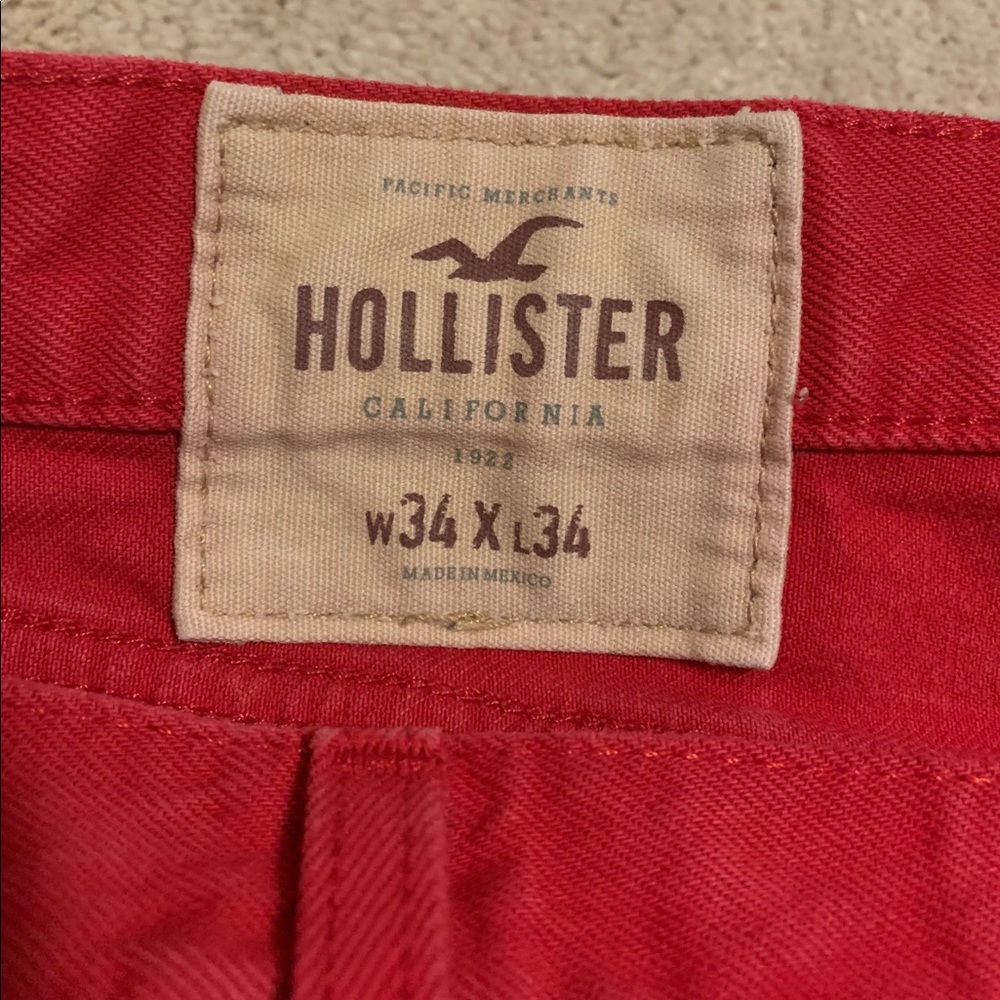 PACIFIC MERCHANTS
HOLLISTER
CALIFORNIA
1922
W34 X L34
MADE IN MEXICO